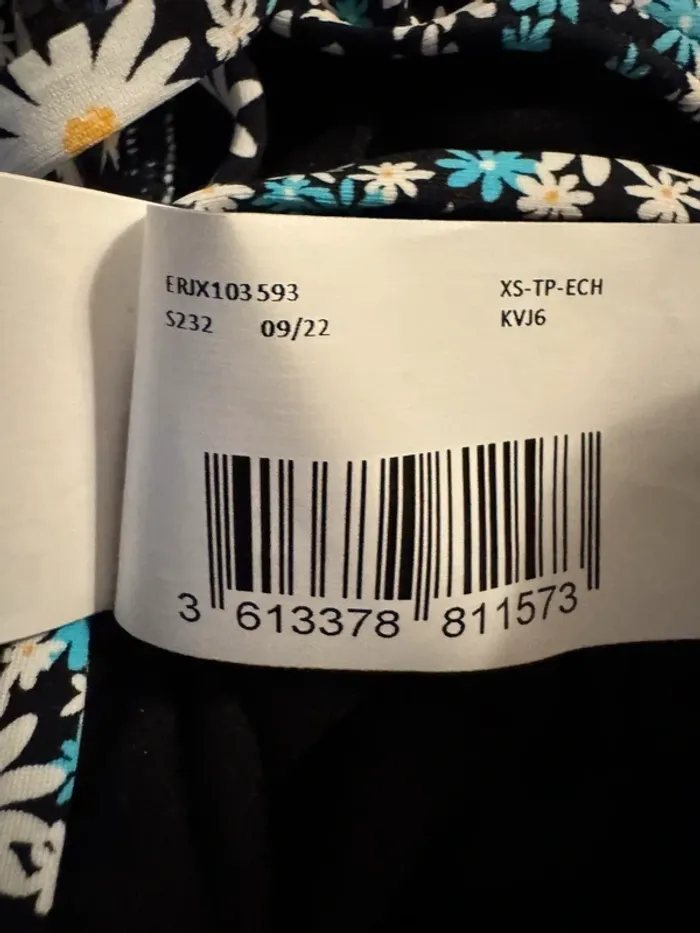 ERJX103593 XS-TP-ECH
S232 09/22 KVJ6
3 613378 811573